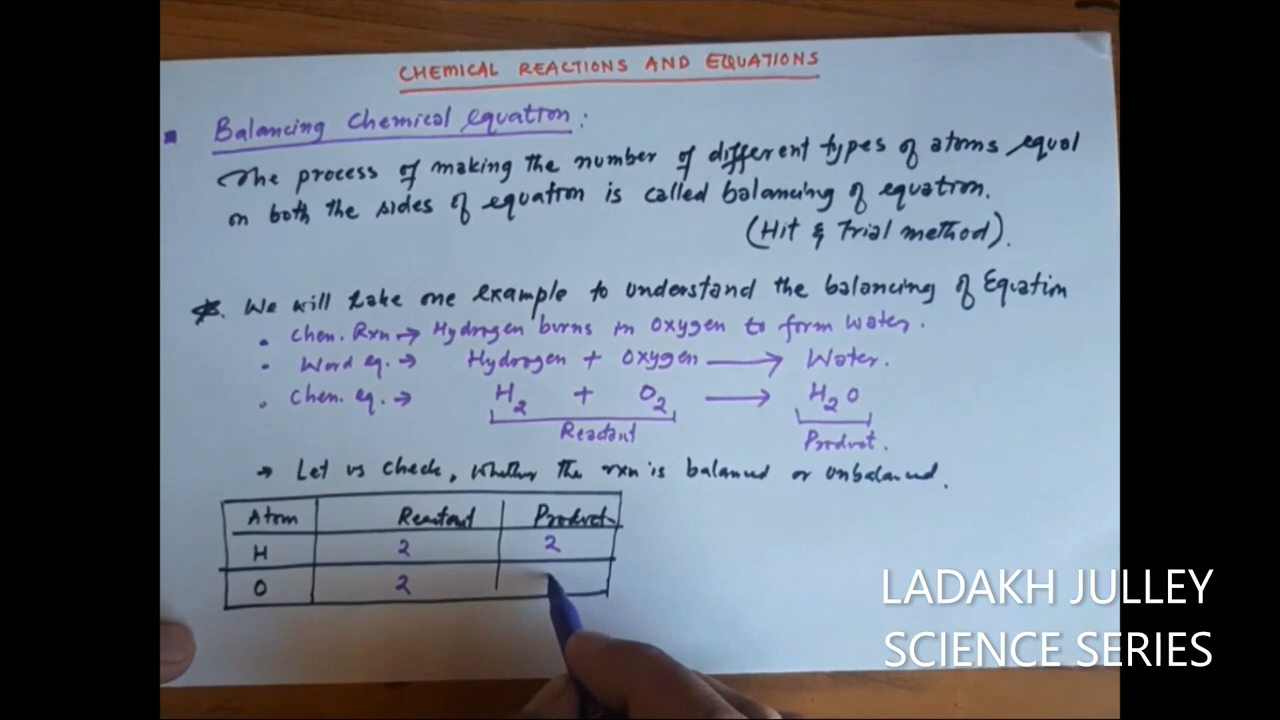 CHEMICAL REACTIONS AND EQUATIONS
Balancing Chemical equation:
The process of making the number of different types of atoms equal
on both the sides of equation is called balancing of equation.
(Hit & Trial method).
We will take one example to understand the balancing of Equation
• Chem. Rxn → Hydrogen burns in Oxygen to form Water.
• Word eq. → Hydrogen + Oxygen → Water.
• Chem. eq. → H₂ + O₂ → H₂O
Reactant Product.
→ Let us check, whether the rxn is balanced or unbalanced.
Atom Reactant Product
H 2 2
O 2
LADAKH JULLEY
SCIENCE SERIES